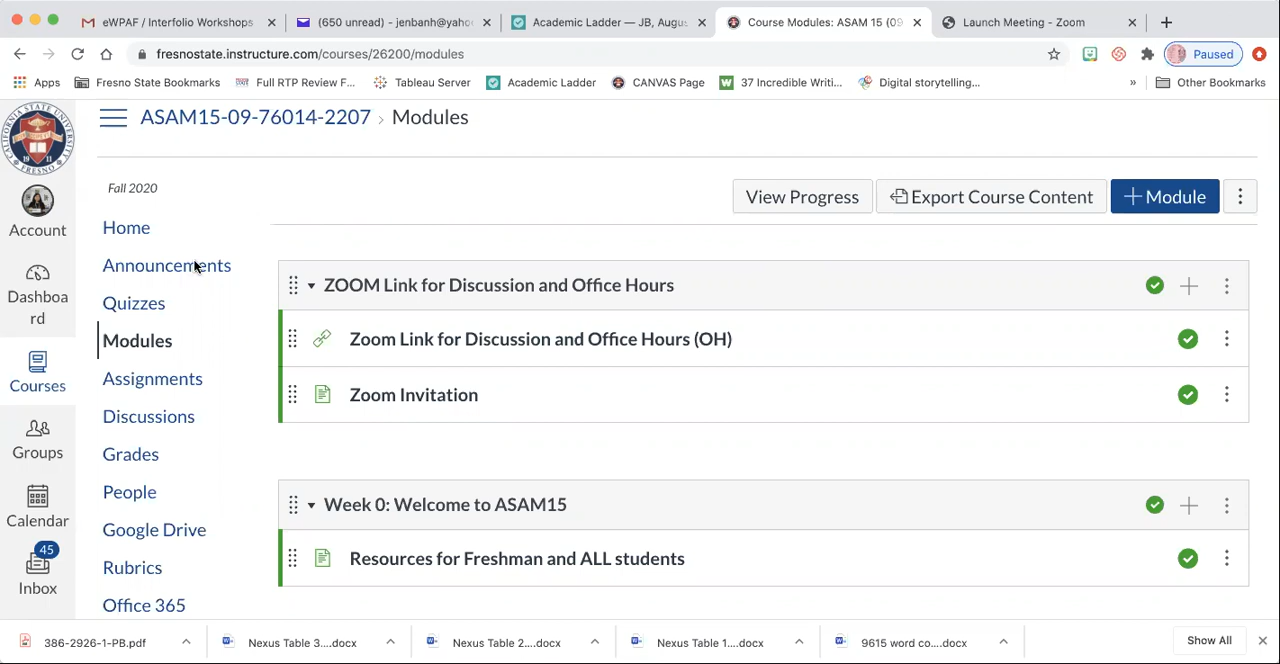 eWPAF / Interfolio Workshops
(650 unread) - jenbanh@yaho
Academic Ladder — JB, Augu
Course Modules: ASAM 15 (09
Launch Meeting - Zoom
fresnostate.instructure.com/courses/26200/modules
Paused
Apps
Fresno State Bookmarks
Full RTP Review F...
Tableau Server
Academic Ladder
CANVAS Page
37 Incredible Writi...
Digital storytelling...
»
Other Bookmarks
ASAM15-09-76014-2207 › Modules
Account
Dashboa
rd
Courses
Groups
Calendar
45
Inbox
Fall 2020
Home
Announcements
Quizzes
Modules
Assignments
Discussions
Grades
People
Google Drive
Rubrics
Office 365
View Progress
Export Course Content
+ Module
ZOOM Link for Discussion and Office Hours
Zoom Link for Discussion and Office Hours (OH)
Zoom Invitation
Week 0: Welcome to ASAM15
Resources for Freshman and ALL students
386-2926-1-PB.pdf
Nexus Table 3....docx
Nexus Table 2....docx
Nexus Table 1....docx
9615 word co....docx
Show All